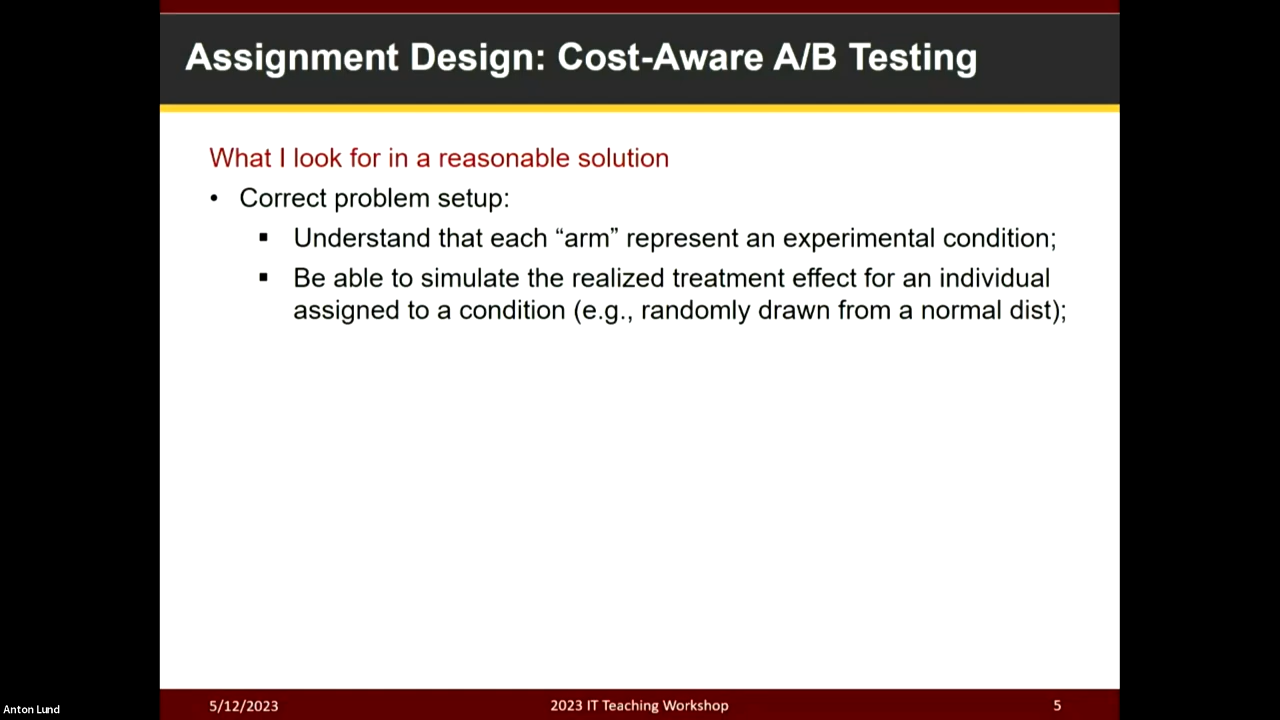 Assignment Design: Cost-Aware A/B Testing
What I look for in a reasonable solution
• Correct problem setup:
▪ Understand that each “arm” represent an experimental condition;
▪ Be able to simulate the realized treatment effect for an individual
assigned to a condition (e.g., randomly drawn from a normal dist);
Anton Lund
5/12/2023
2023 IT Teaching Workshop
5